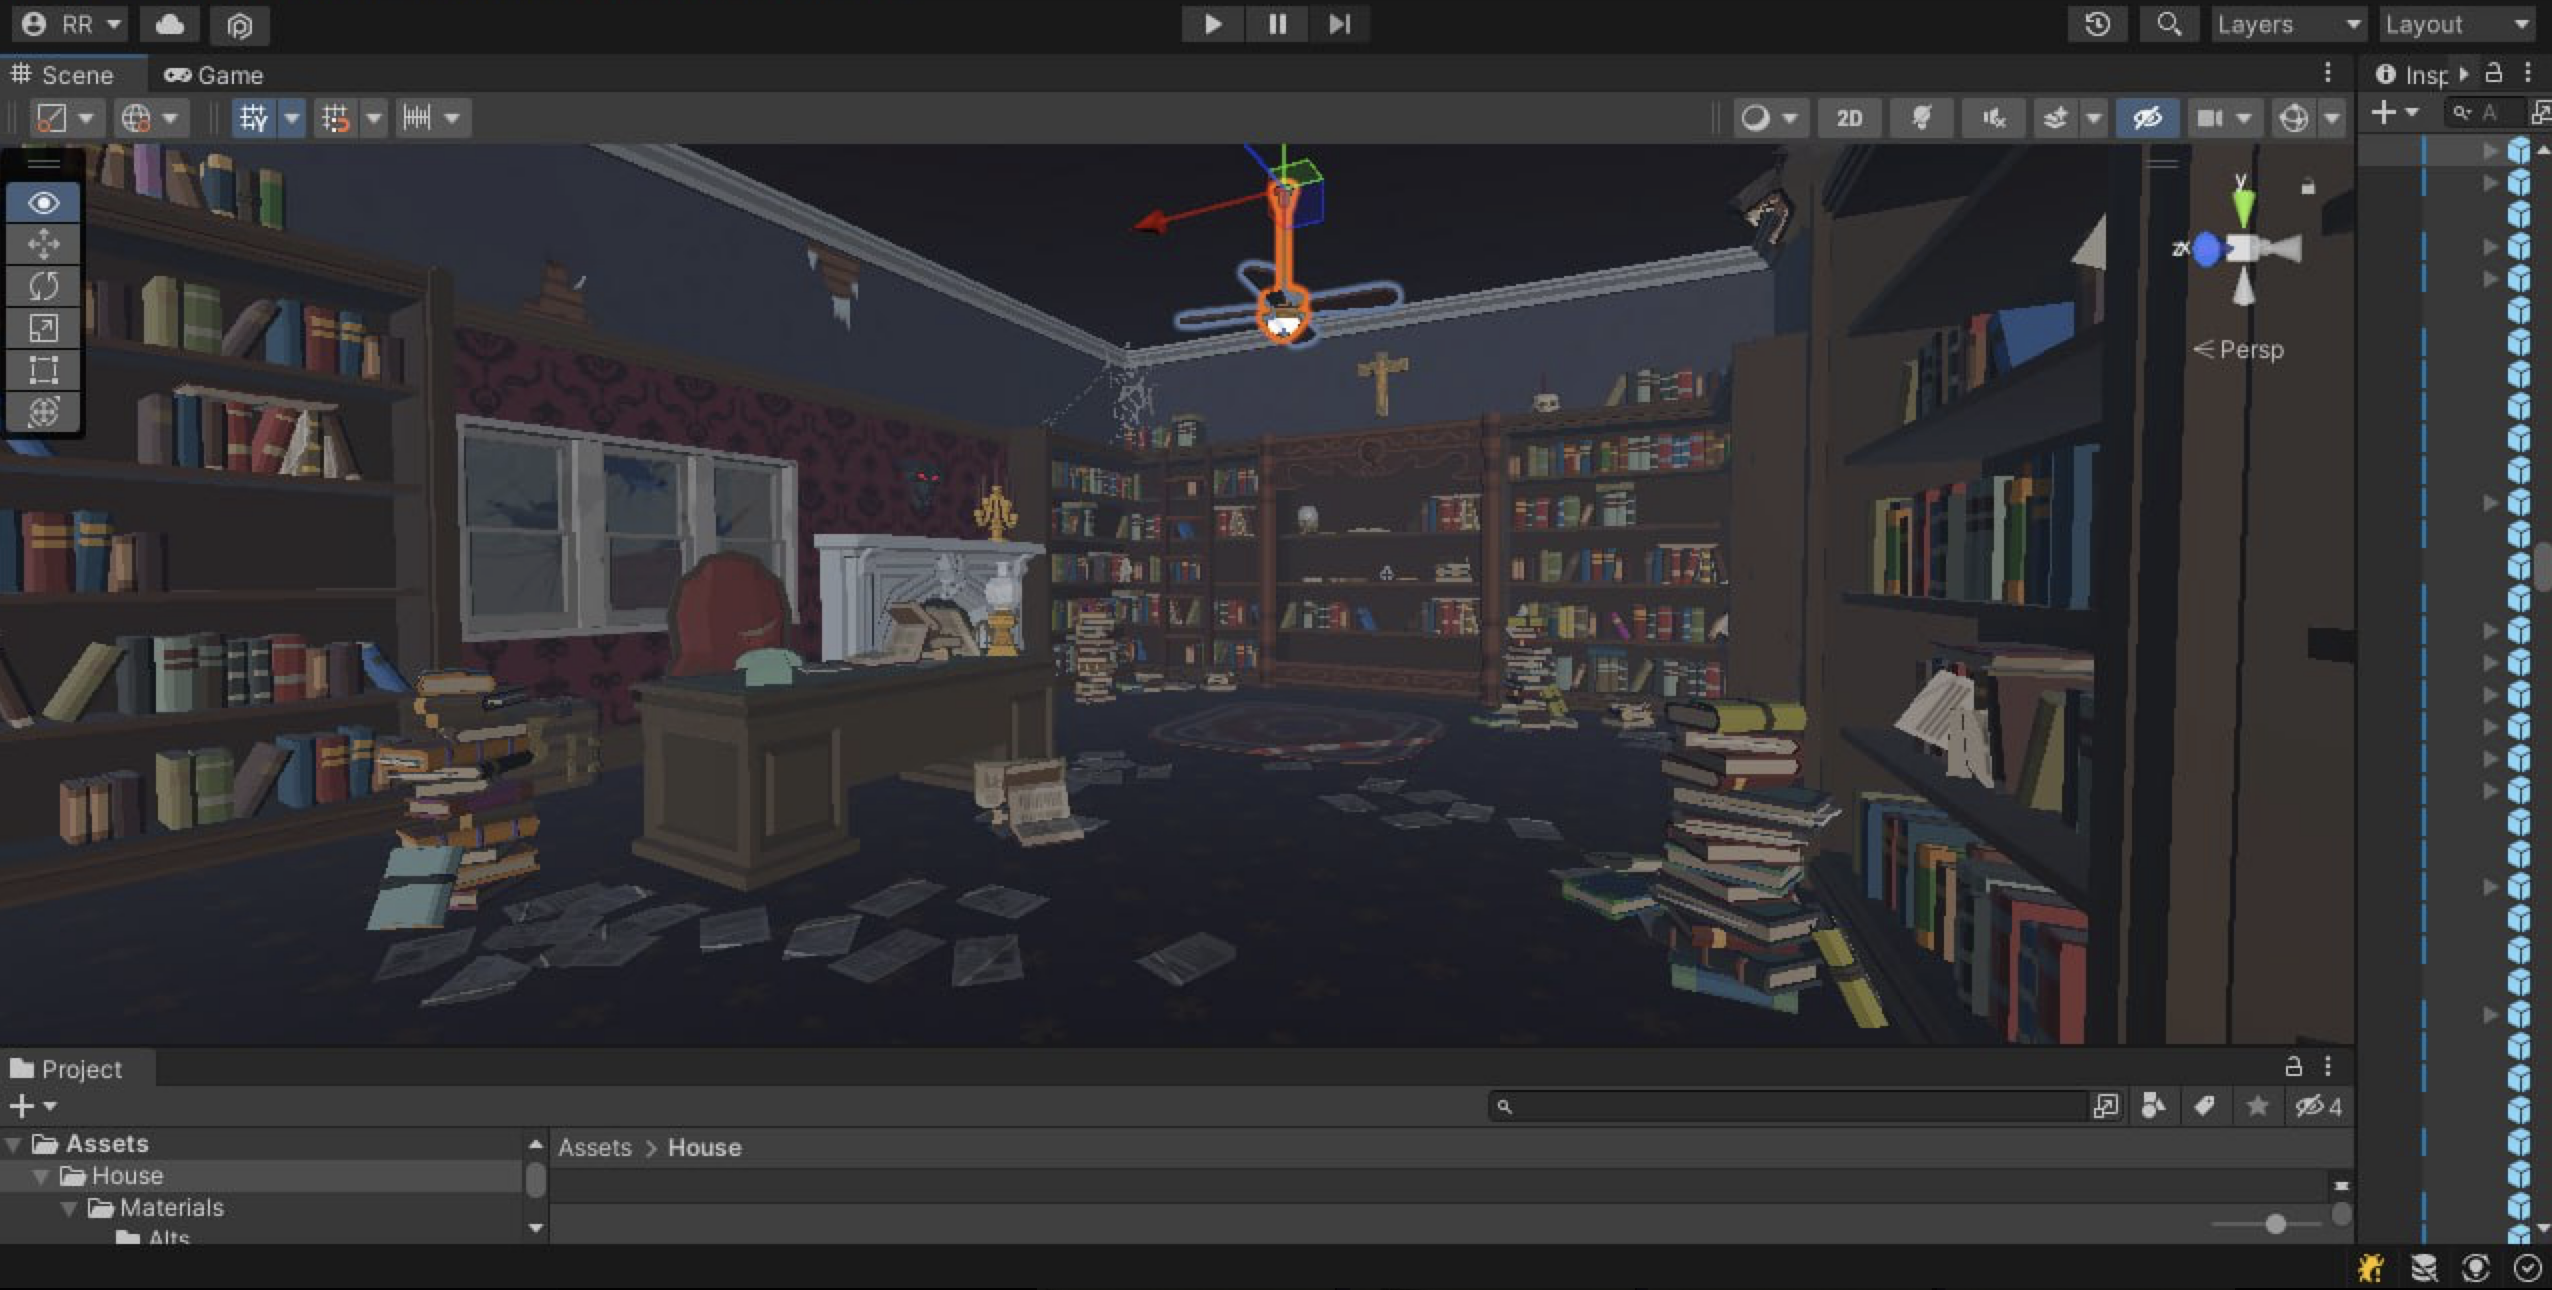 RR
Layers
Layout
Scene
Game
Insp
2D
A
y
zx
Persp
Project
4
Assets
Assets > House
House
Materials
Alts